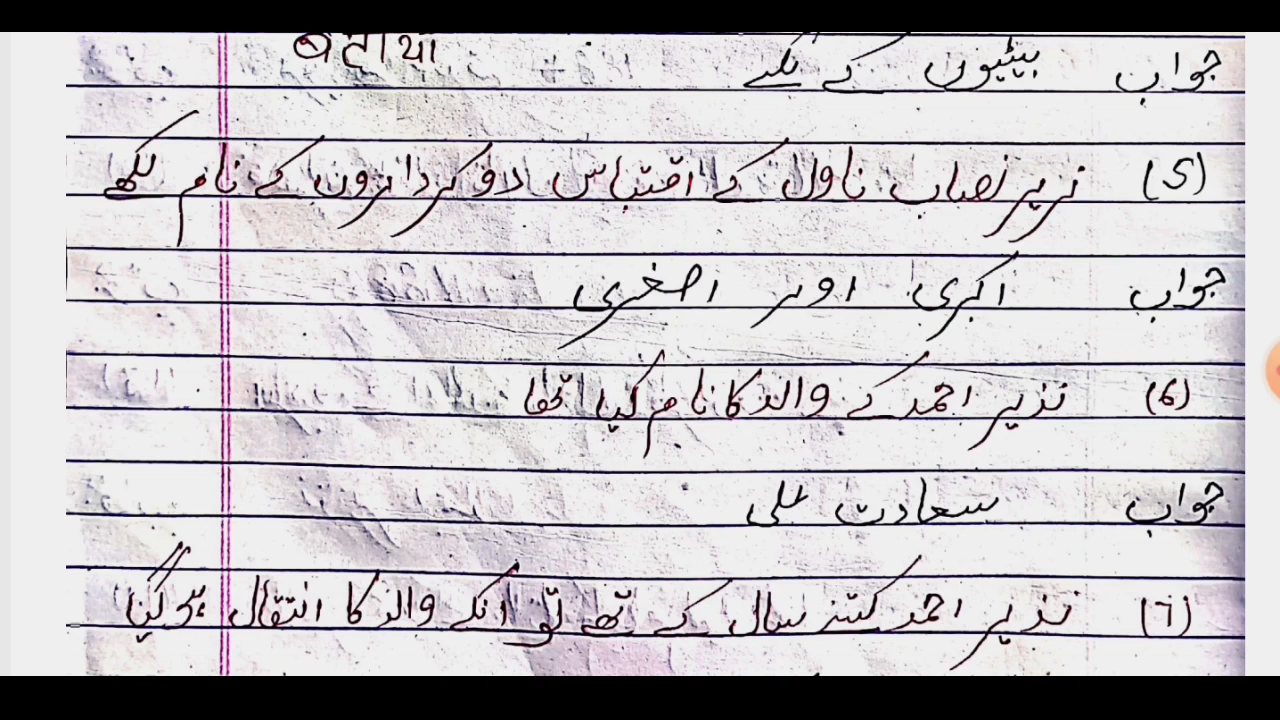 बेटीयों
جواب بیٹیوں کے لئے
(5) زیر نصاب ناول کے اقتباس دو کرداروں کے نام لکھے
جواب اکبری اور اصغری
(6) نذیر احمد کے والد کا نام کیا تھا
جواب سعادت علی
(7) نذیر احمد کتنے سال کے تھے تو انکے والد کا انتقال ہو گیا